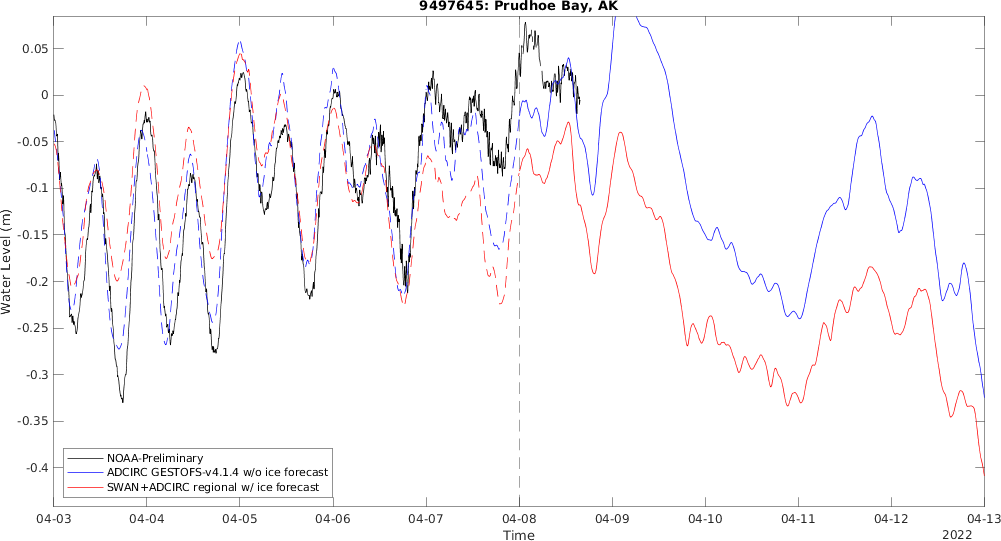 9497645: Prudhoe Bay, AK
0.05
0
-0.05
-0.1
-0.15
-0.2
-0.25
-0.3
-0.35
-0.4
Water Level (m)
NOAA-Preliminary
ADCIRC GESTOFS-v4.1.4 w/o ice forecast
SWAN+ADCIRC regional w/ ice forecast
04-03 04-04 04-05 04-06 04-07 04-08 04-09 04-10 04-11 04-12 04-13
Time
2022